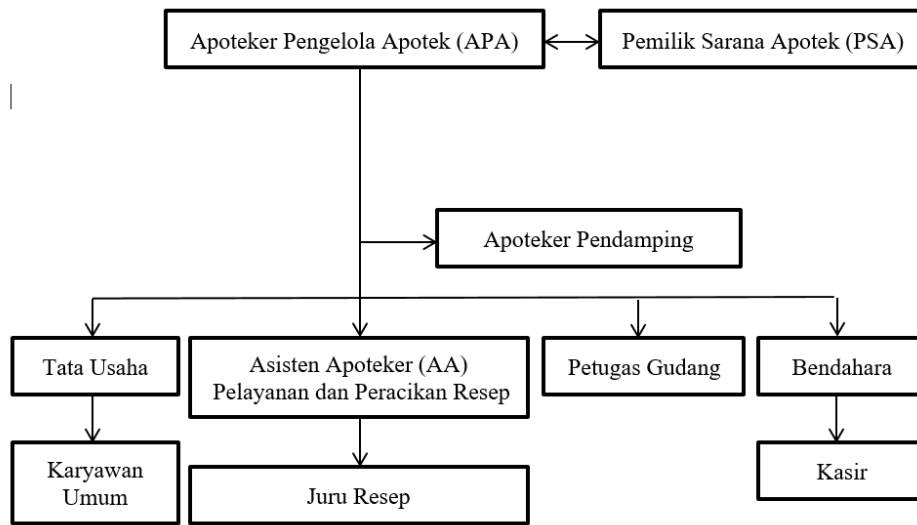 Apoteker Pengelola Apotek (APA)
Pemilik Sarana Apotek (PSA)
Apoteker Pendamping
Tata Usaha
Asisten Apoteker (AA)
Pelayanan dan Peracikan Resep
Petugas Gudang
Bendahara
Karyawan
Umum
Juru Resep
Kasir